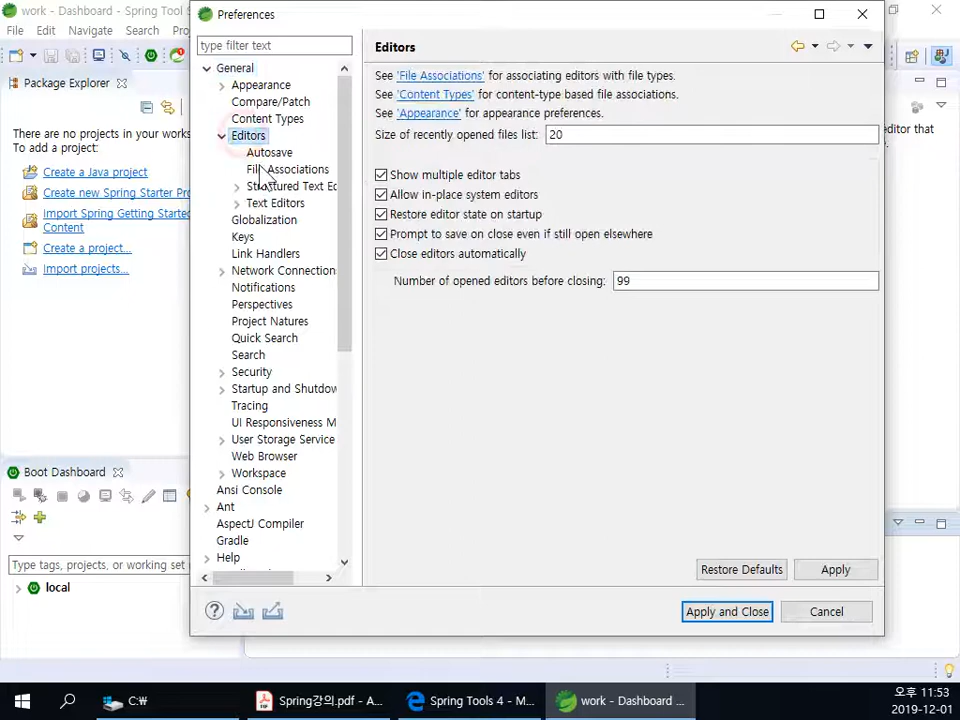 work - Dashboard - Spring Tool S
File Edit Navigate Search
Package Explorer
There are no projects in your
To add a project:
Create a Java project
Create new Spring Starter
Import Spring Getting Started
Content
Create a project...
Import projects...
Boot Dashboard
Type tags, projects, or working set
local
Preferences
type filter text
General
Appearance
Compare/Patch
Content Types
Editors
Autosave
File Associations
Structured Text Ed
Text Editors
Globalization
Keys
Link Handlers
Network Connection
Notifications
Perspectives
Project Natures
Quick Search
Search
Security
Startup and Shutdow
Tracing
UI Responsiveness M
User Storage Service
Web Browser
Workspace
Ansi Console
Ant
AspectJ Compiler
Gradle
Help
Editors
See 'File Associations' for associating editors with file types.
See 'Content Types' for content-type based file associations.
See 'Appearance' for appearance preferences.
Size of recently opened files list: 20
Show multiple editor tabs
Allow in-place system editors
Restore editor state on startup
Prompt to save on close even if still open elsewhere
Close editors automatically
Number of opened editors before closing: 99
Restore Defaults Apply
Apply and Close Cancel
editor that
C:₩
Spring강의.pdf - A...
Spring Tools 4 - M...
work - Dashboard ...
오후 11:53
2019-12-01